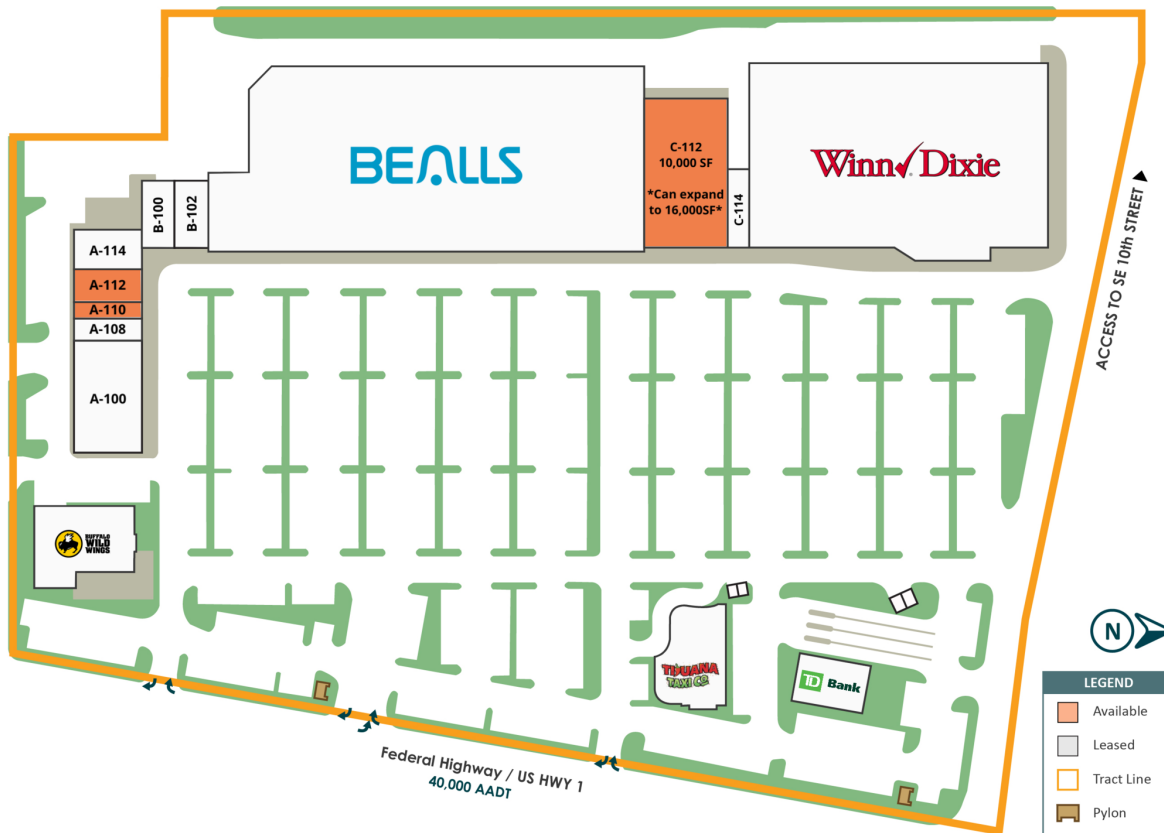 BEALLS
C-112
10,000 SF
*Can expand
to 16,000SF*
C-114
Winn Dixie
B-100
B-102
A-114
A-112
A-110
A-108
A-100
ACCESS TO SE 10th STREET
BUFFALO
WILD
WINGS
TIJUANA
TAXI CO.
TD Bank
N
Federal Highway / US HWY 1
40,000 AADT
LEGEND
Available
Leased
Tract Line
Pylon